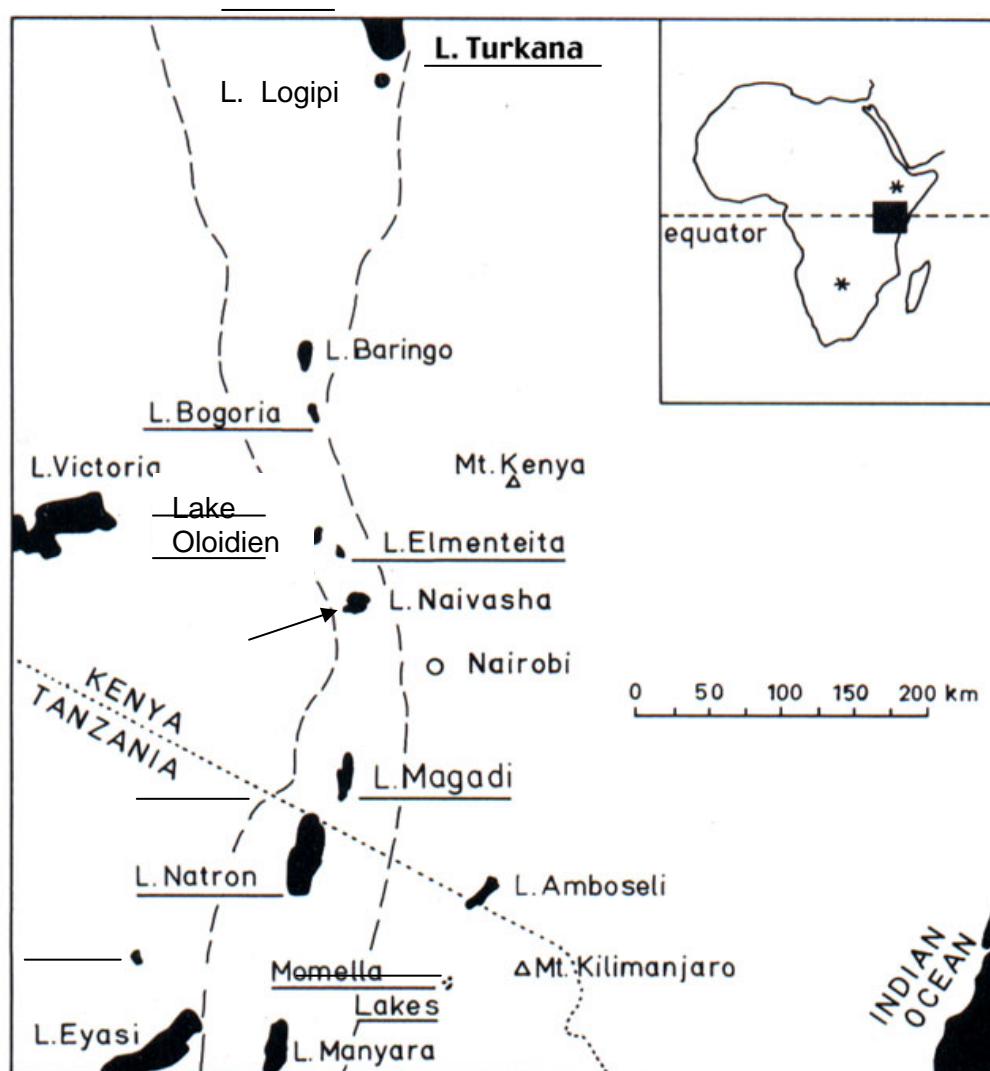 L. Turkana
L. Logipi
equator
L. Baringo
L. Bogoria
L. Victoria
Mt. Kenya
Lake
Oloidien
L. Elmenteita
L. Naivasha
Nairobi
KENYA
TANZANIA
0 50 100 150 200 km
L. Magadi
L. Natron
L. Amboseli
Momella
Lakes
Mt. Kilimanjaro
INDIAN
OCEAN
L. Eyasi
L. Manyara